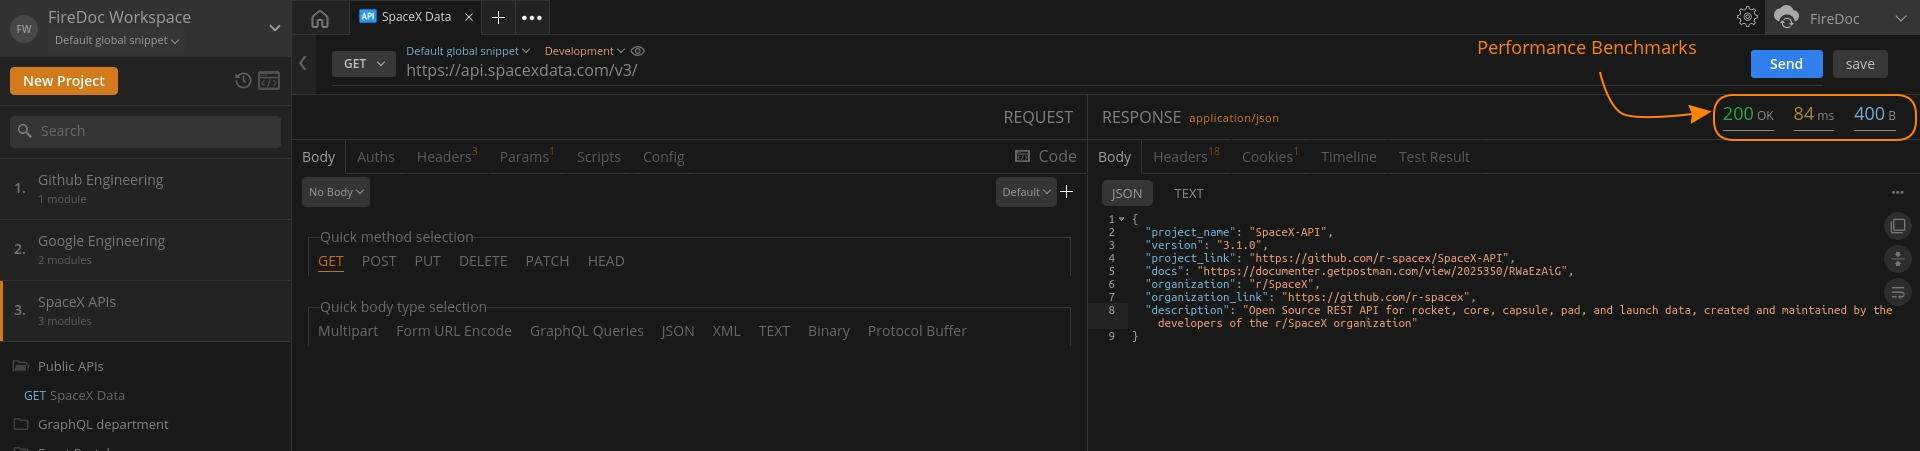 FW
FireDoc Workspace
Default global snippet
New Project
Search
1. Github Engineering
1 module
2. Google Engineering
2 modules
3. SpaceX APIs
3 modules
Public APIs
GET SpaceX Data
GraphQL department
API SpaceX Data
FireDoc
GET
Default global snippet Development
https://api.spacexdata.com/v3/
Performance Benchmarks
Send save
REQUEST
Body Auths Headers3 Params1 Scripts Config Code
No Body Default
Quick method selection
GET POST PUT DELETE PATCH HEAD
Quick body type selection
Multipart Form URL Encode GraphQL Queries JSON XML TEXT Binary Protocol Buffer
RESPONSE application/json 200 OK 84 ms 400 B
Body Headers18 Cookies1 Timeline Test Result
JSON TEXT
1 {
2 "project_name": "SpaceX-API",
3 "version": "3.1.0",
4 "project_link": "https://github.com/r-spacex/SpaceX-API",
5 "docs": "https://documenter.getpostman.com/view/2025350/RWaEzAiG",
6 "organization": "r/SpaceX",
7 "organization_link": "https://github.com/r-spacex",
8 "description": "Open Source REST API for rocket, core, capsule, pad, and launch data, created and maintained by the
developers of the r/SpaceX organization"
9 }